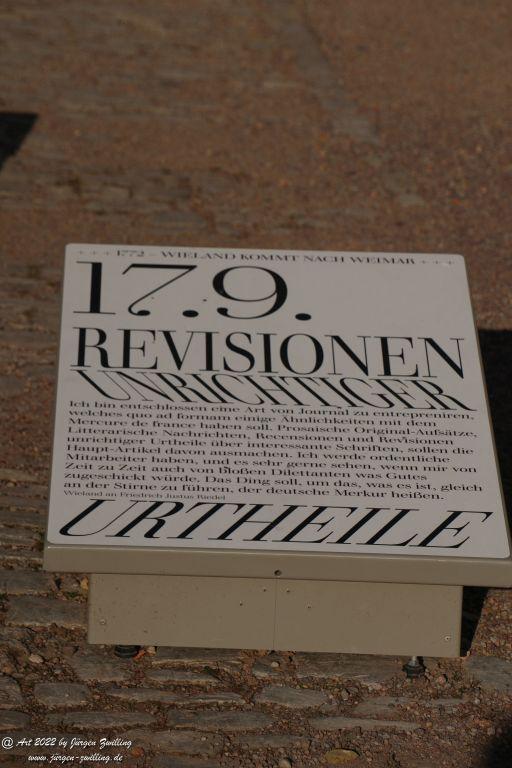 + + + 1772 – WIELAND KOMMT NACH WEIMAR + + +
17.9.
REVISIONEN
UNRICHTIGER
Ich bin entschlossen eine Art von Journal zu entrepreniren,
welches quo ad formam einige Ähnlichkeiten mit dem
Mercure de france haben soll. Prosaische Original-Aufsätze,
Litterarische Nachrichten, Recensionen und Revisionen
unrichtiger Urtheile über interessante Schriften, sollen die
Haupt-Artikel davon ausmachen. Ich werde ordentliche
Mitarbeiter haben, und es sehr gerne sehen, wenn mir von
Zeit zu Zeit auch von bloßen Dilettanten was Gutes
zugeschickt würde. Das Ding soll, um das, was es ist, gleich
an der Stirne zu führen, der deutsche Merkur heißen.
Wieland an Friedrich Justus Riedel
URTHEILE
@ Art 2022 by Jürgen Zwilling
www.jürgen-zwilling.de